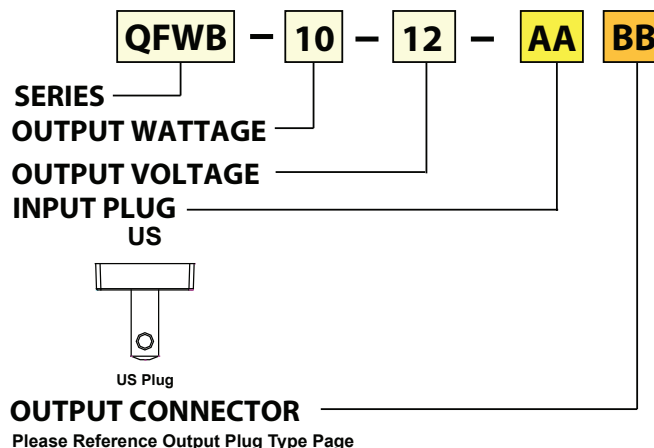 QFWB – 10 – 12 – AA BB
SERIES
OUTPUT WATTAGE
OUTPUT VOLTAGE
INPUT PLUG
US
US Plug
OUTPUT CONNECTOR
Please Reference Output Plug Type Page